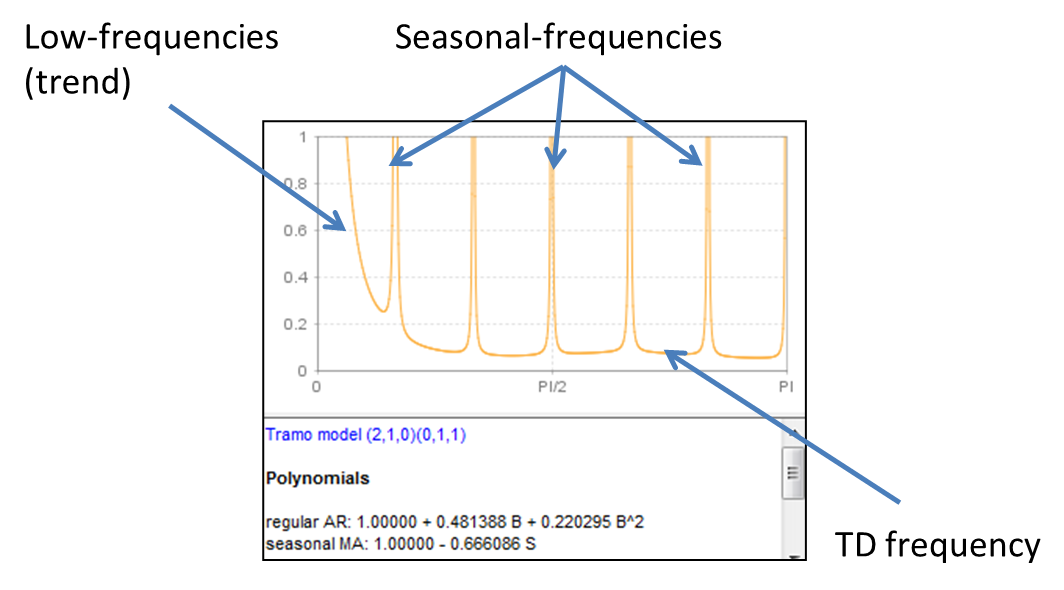 Low-frequencies
(trend)
Seasonal-frequencies
1
0.8
0.6
0.4
0.2
0
0 PI/2 PI
Tramo model (2,1,0)(0,1,1)
Polynomials
regular AR: 1.00000 + 0.481388 B + 0.220295 B^2
seasonal MA: 1.00000 - 0.666086 S
TD frequency